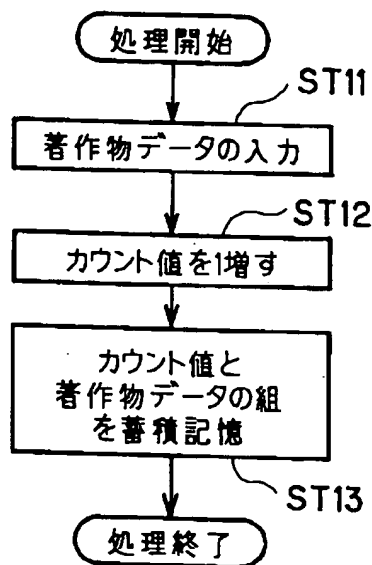 処理開始
ST11
著作物データの入力
ST12
カウント値を1増す
カウント値と
著作物データの組
を蓄積記憶
ST13
処理終了